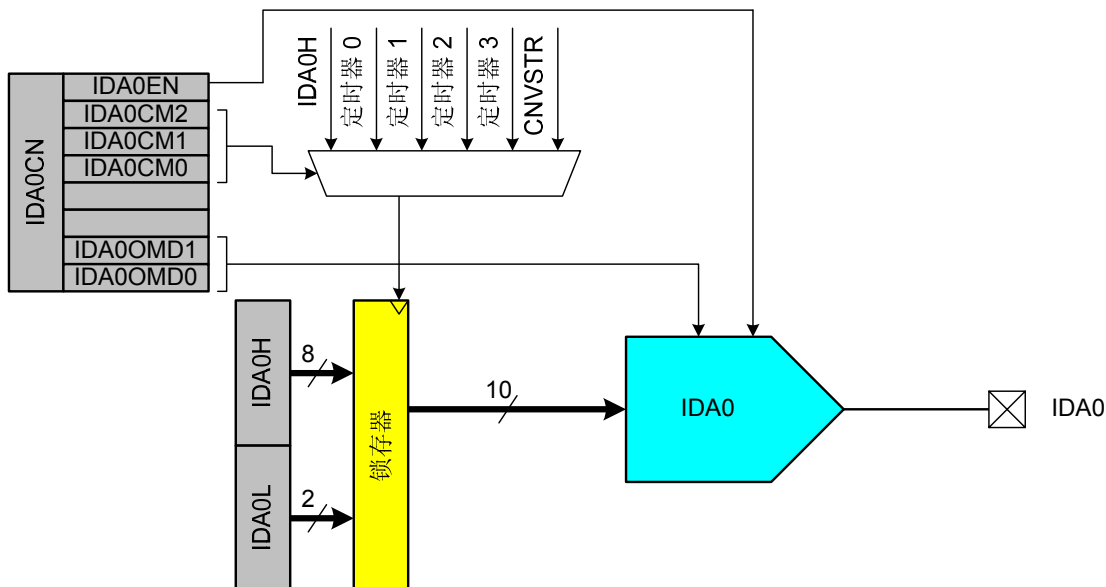 IDA0CN
IDA0EN
IDA0CM2
IDA0CM1
IDA0CM0
IDA0OMD1
IDA0OMD0
IDA0H
定时器 0
定时器 1
定时器 2
定时器 3
CNVSTR
IDA0H
8
IDA0L
2
锁存器
10
IDA0
IDA0